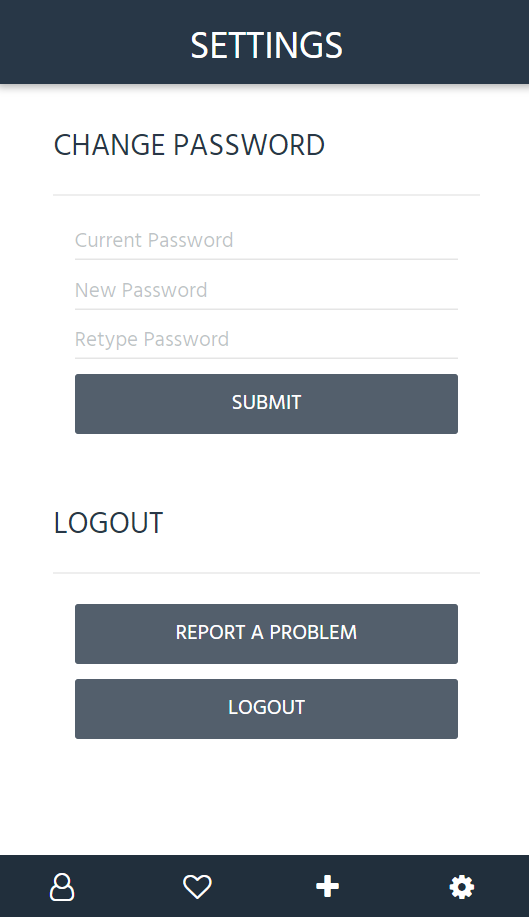 SETTINGS
CHANGE PASSWORD
Current Password
New Password
Retype Password
SUBMIT
LOGOUT
REPORT A PROBLEM
LOGOUT